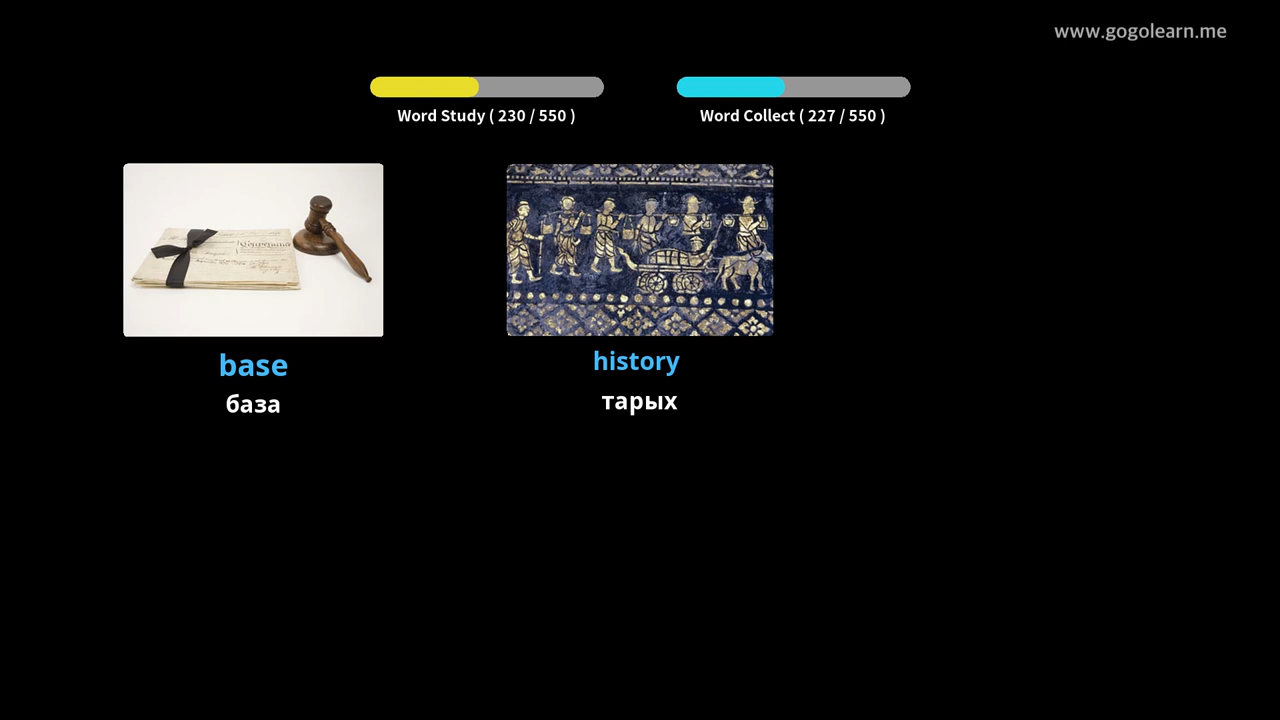 www.gogolearn.me
Word Study ( 230 / 550 )
Word Collect ( 227 / 550 )
base
база
history
тарых